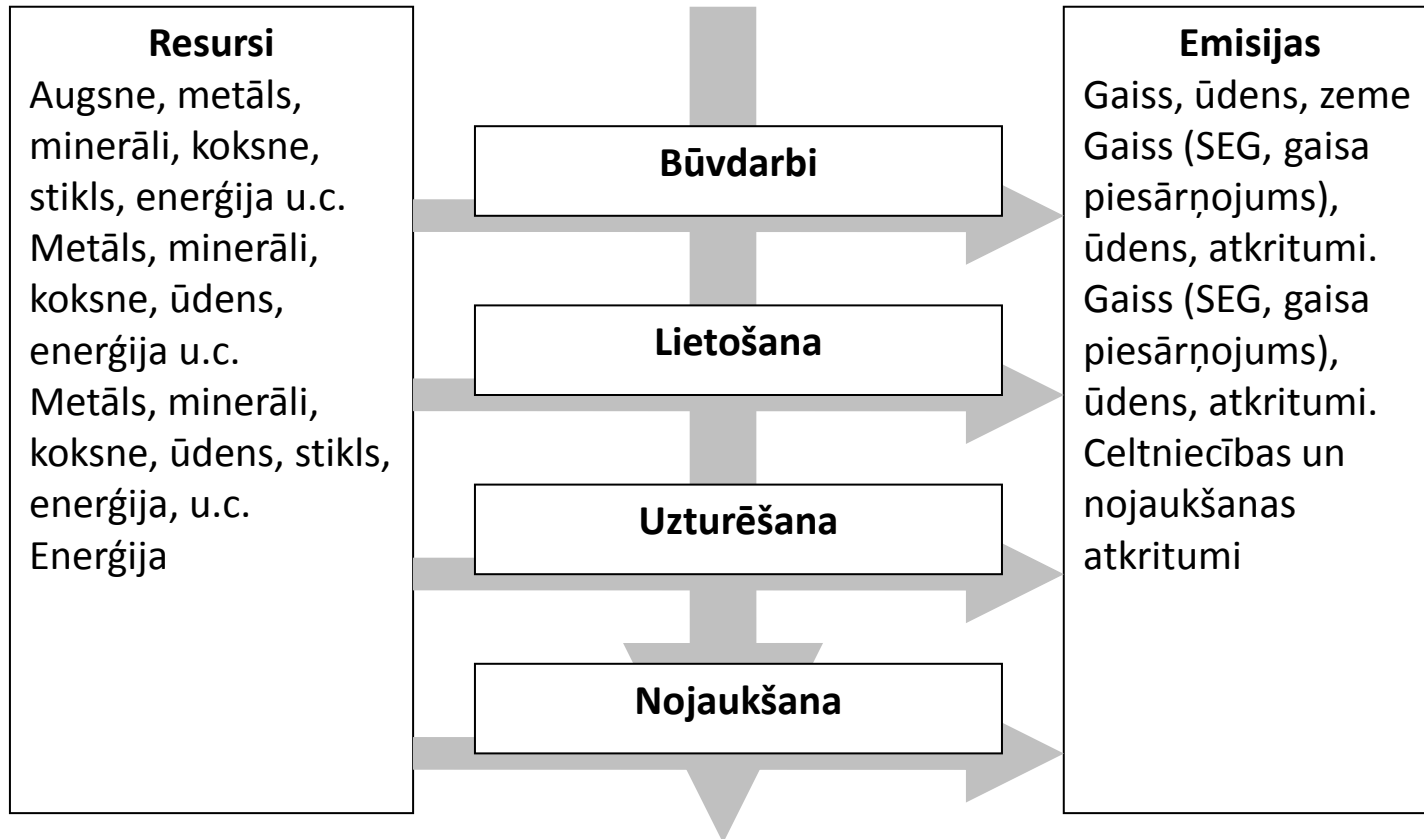 Resursi
Augsne, metāls,
minerāli, koksne,
stikls, enerģija u.c.
Metāls, minerāli,
koksne, ūdens,
enerģija u.c.
Metāls, minerāli,
koksne, ūdens, stikls,
enerģija, u.c.
Enerģija
Būvdarbi
Lietošana
Uzturēšana
Nojaukšana
Emisijas
Gaiss, ūdens, zeme
Gaiss (SEG, gaisa
piesārņojums),
ūdens, atkritumi.
Gaiss (SEG, gaisa
piesārņojums),
ūdens, atkritumi.
Celtniecības un
nojaukšanas
atkritumi